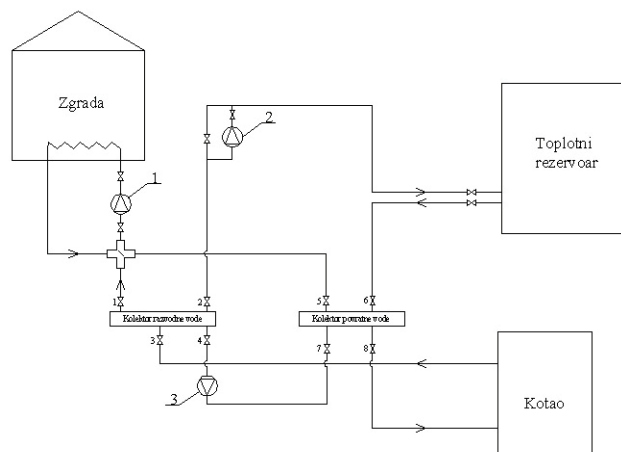 Zgrada
2
Toplotni
rezervoar
1
1
2
5
6
Kolektor razvodne vode
Kolektor povratne vode
3
4
7
8
3
Kotao